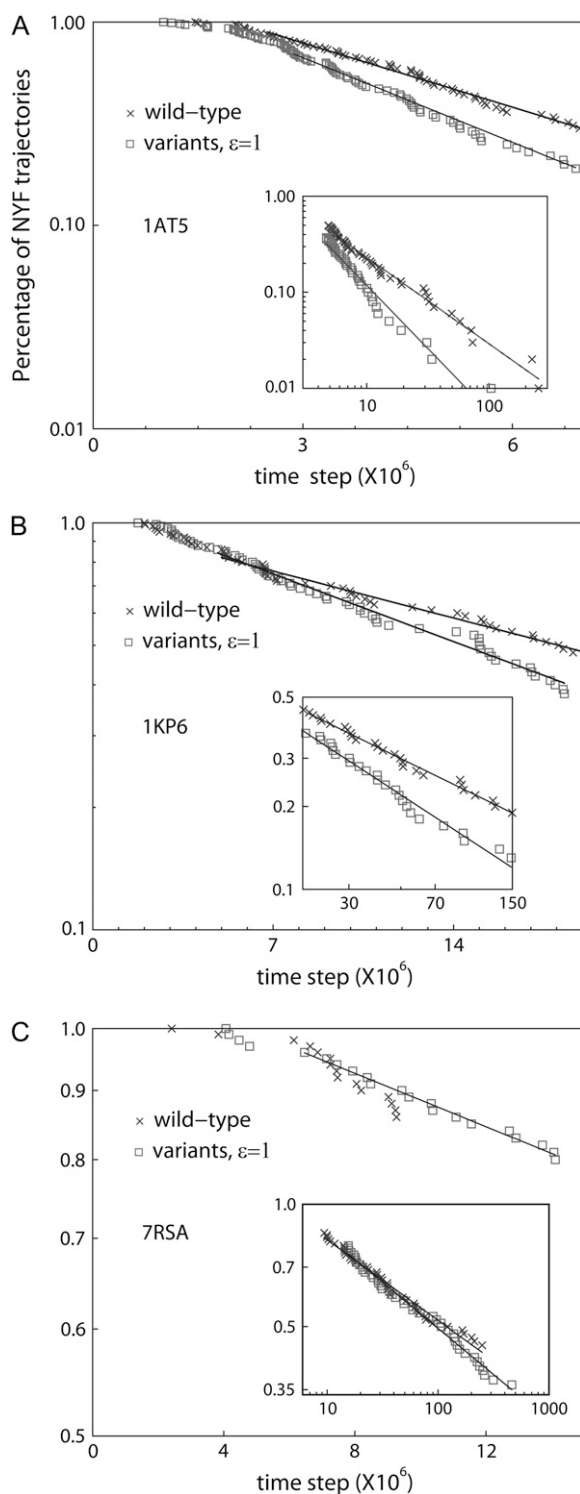 A
Percentage of NYF trajectories
1.00
0.10
0.01
× wild–type
□ variants, ε=1
1AT5
1.00
0.10
0.01
10 100
0 3 6
time step (X10⁶)
B
1.0
0.1
× wild–type
□ variants, ε=1
1KP6
0.5
0.3
0.2
0.1
30 70 150
0 7 14
time step (X10⁶)
C
1.0
0.9
0.8
0.7
0.6
0.5
× wild–type
□ variants, ε=1
7RSA
1.0
0.7
0.5
0.35
10 100 1000
0 4 8 12
time step (X10⁶)